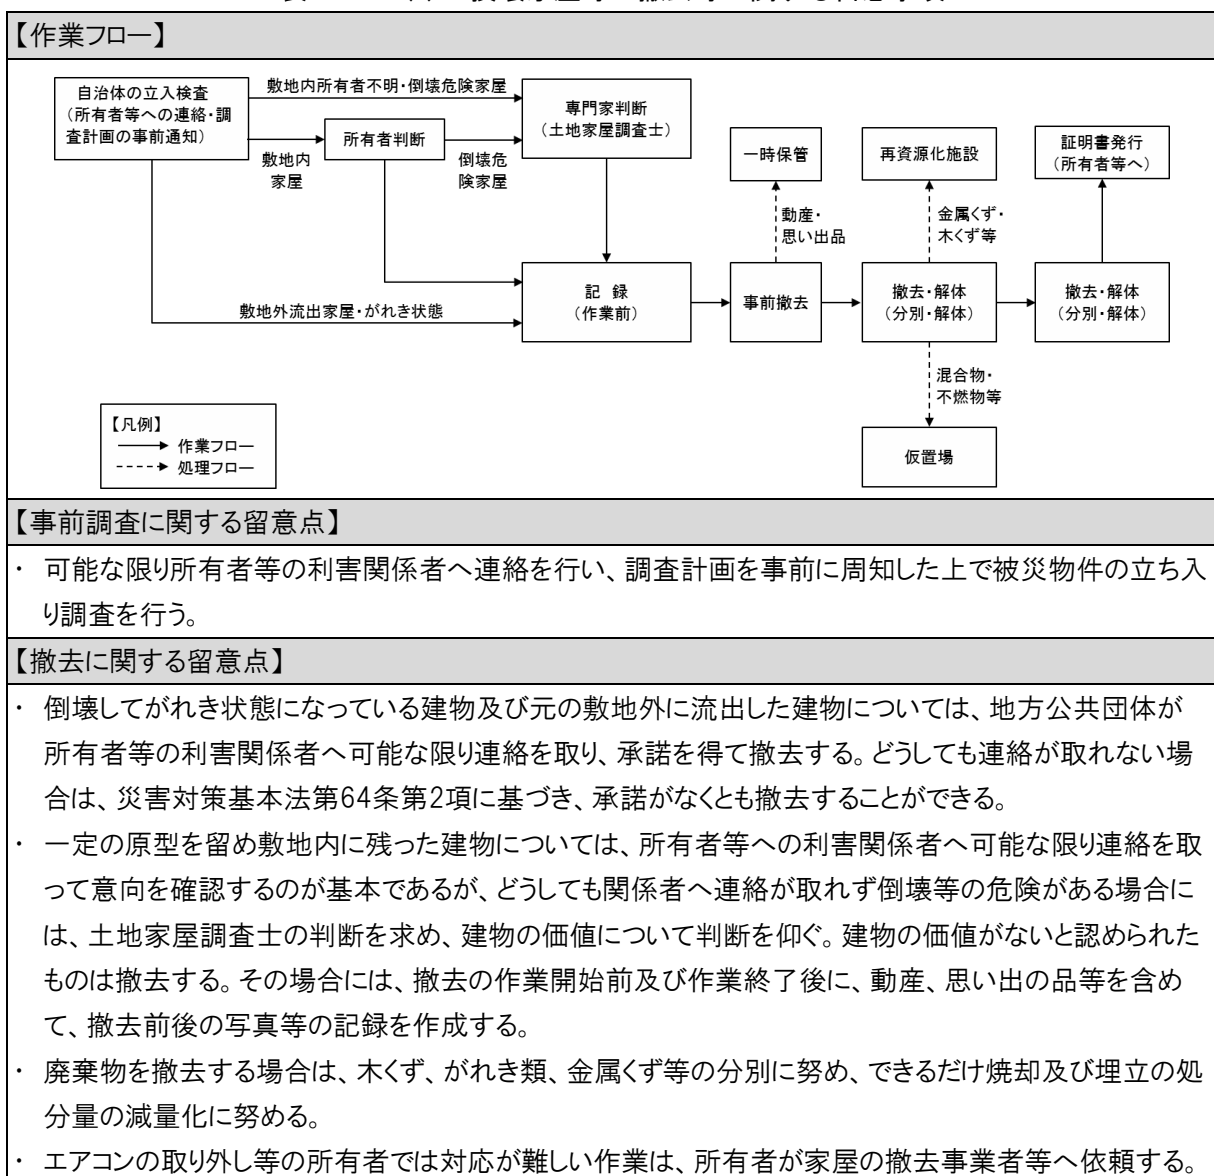 【作業フロー】
自治体の立入検査
（所有者等への連絡・調
査計画の事前通知）
敷地内所有者不明・倒壊危険家屋
敷地内
家屋
所有者判断
倒壊危
険家屋
専門家判断
（土地家屋調査士）
敷地外流出家屋・がれき状態
記 録
（作業前）
一時保管
動産・
思い出品
事前撤去
再資源化施設
金属くず・
木くず等
撤去・解体
（分別・解体）
混合物・
不燃物等
仮置場
証明書発行
（所有者等へ）
撤去・解体
（分別・解体）
【凡例】
作業フロー
処理フロー
【事前調査に関する留意点】
・ 可能な限り所有者等の利害関係者へ連絡を行い、調査計画を事前に周知した上で被災物件の立ち入
り調査を行う。
【撤去に関する留意点】
・ 倒壊してがれき状態になっている建物及び元の敷地外に流出した建物については、地方公共団体が
所有者等の利害関係者へ可能な限り連絡を取り、承諾を得て撤去する。どうしても連絡が取れない場
合は、災害対策基本法第64条第2項に基づき、承諾がなくとも撤去することができる。
・ 一定の原型を留め敷地内に残った建物については、所有者等への利害関係者へ可能な限り連絡を取
って意向を確認するのが基本であるが、どうしても関係者へ連絡が取れず倒壊等の危険がある場合に
は、土地家屋調査士の判断を求め、建物の価値について判断を仰ぐ。建物の価値がないと認められた
ものは撤去する。その場合には、撤去の作業開始前及び作業終了後に、動産、思い出の品等を含め
て、撤去前後の写真等の記録を作成する。
・ 廃棄物を撤去する場合は、木くず、がれき類、金属くず等の分別に努め、できるだけ焼却及び埋立の処
分量の減量化に努める。
・ エアコンの取り外し等の所有者では対応が難しい作業は、所有者が家屋の撤去事業者等へ依頼する。